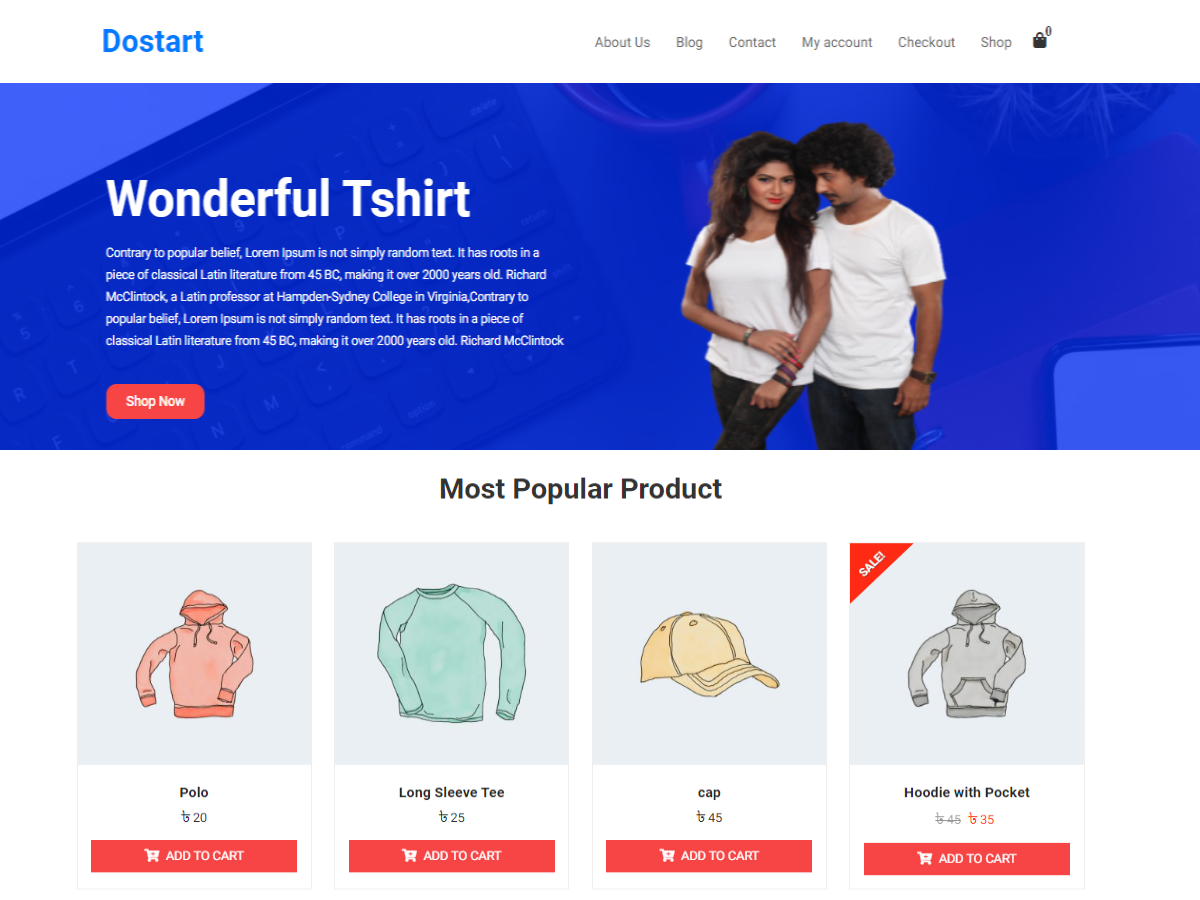 Dostart
About Us Blog Contact My account Checkout Shop 0
Wonderful Tshirt
Contrary to popular belief, Lorem Ipsum is not simply random text. It has roots in a
piece of classical Latin literature from 45 BC, making it over 2000 years old. Richard
McClintock, a Latin professor at Hampden-Sydney College in Virginia,Contrary to
popular belief, Lorem Ipsum is not simply random text. It has roots in a piece of
classical Latin literature from 45 BC, making it over 2000 years old. Richard McClintock
Shop Now
Most Popular Product
SALE!
Polo
৳ 20
ADD TO CART
Long Sleeve Tee
৳ 25
ADD TO CART
cap
৳ 45
ADD TO CART
Hoodie with Pocket
৳ 45 ৳ 35
ADD TO CART